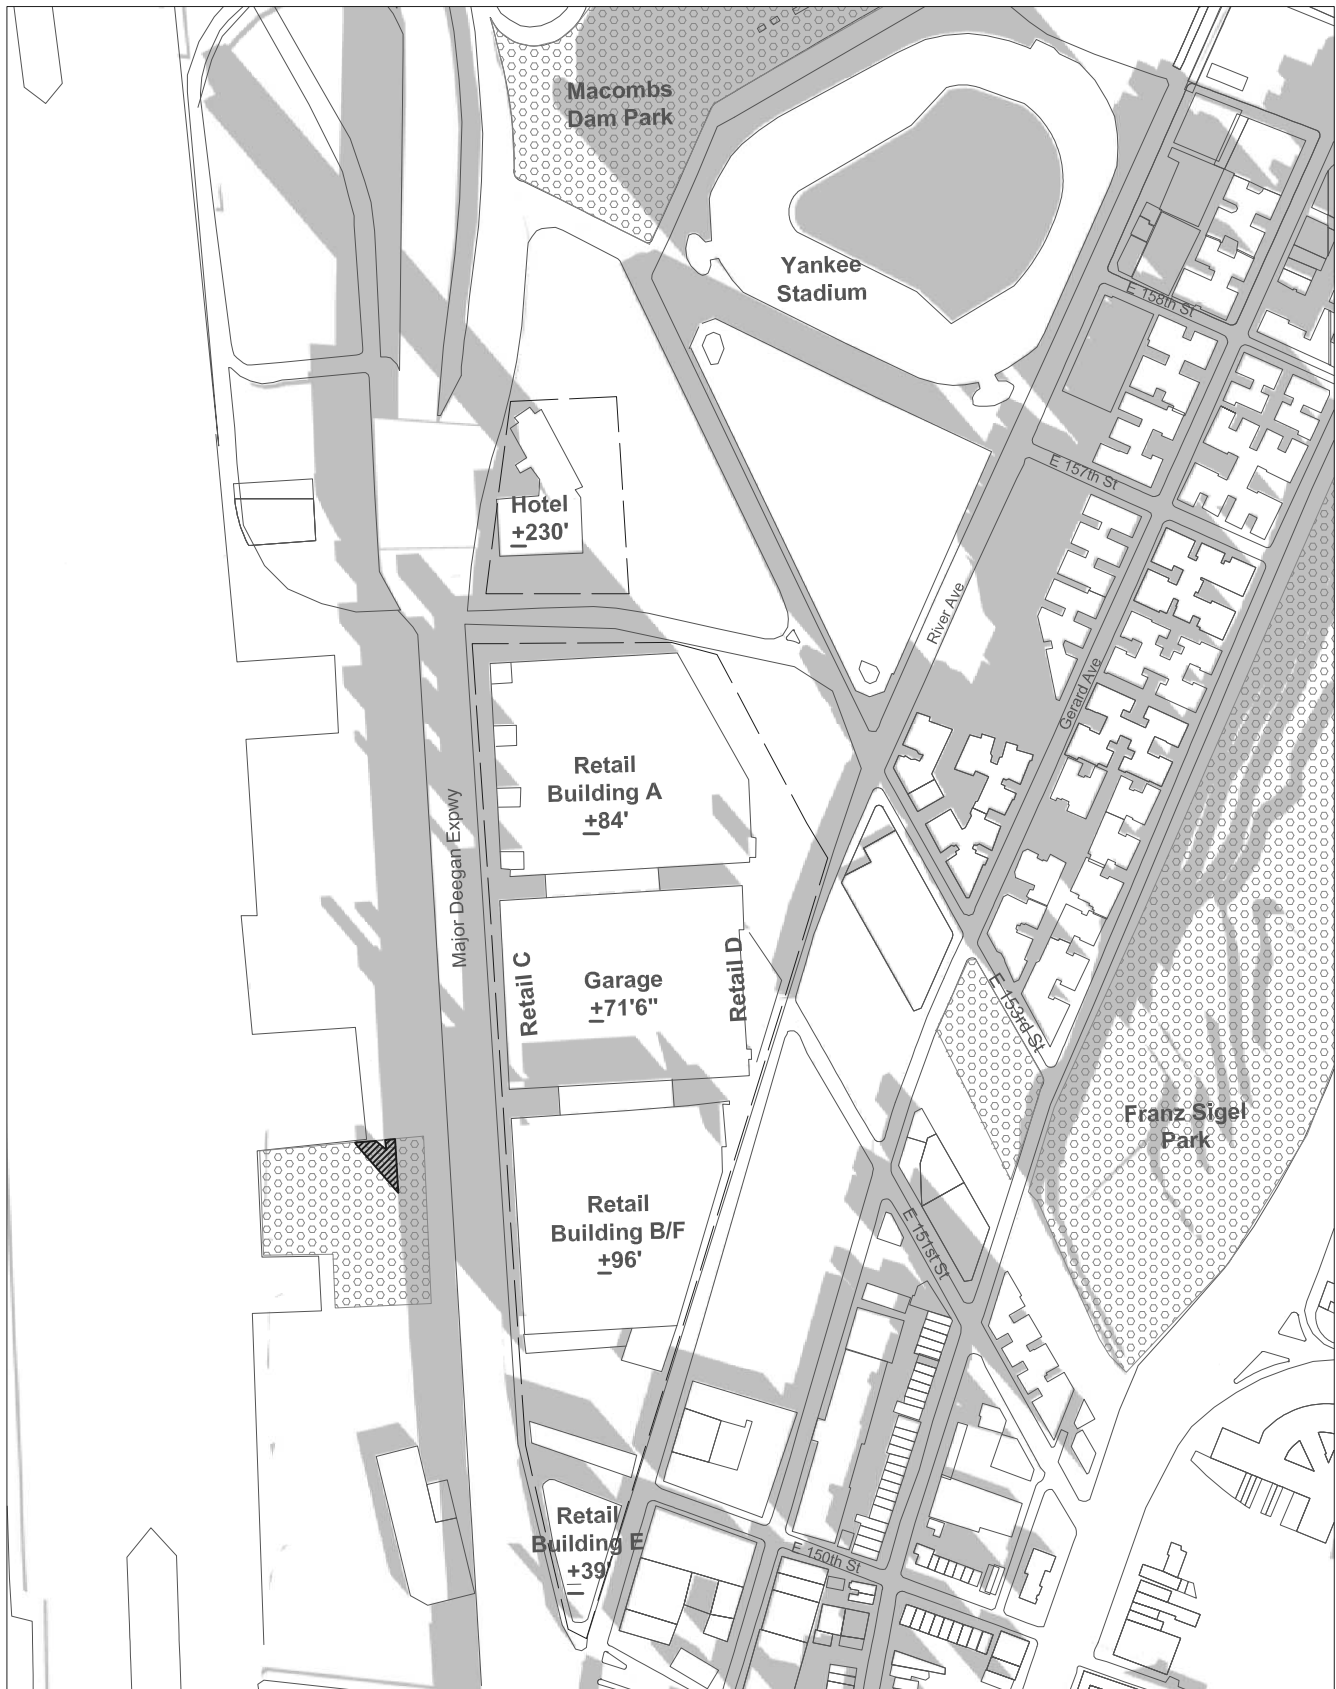 Macombs
Dam Park
Yankee
Stadium
E 158th St
E 157th St
Hotel
+230'
River Ave
Gerard Ave
Retail
Building A
+84'
Major Deegan Expwy
Retail C
Garage
+71'6"
Retail D
E 153rd St
Franz Sigel
Park
Retail
Building B/F
+96'
E 151st St
Retail
Building E
+39'
E 150th St